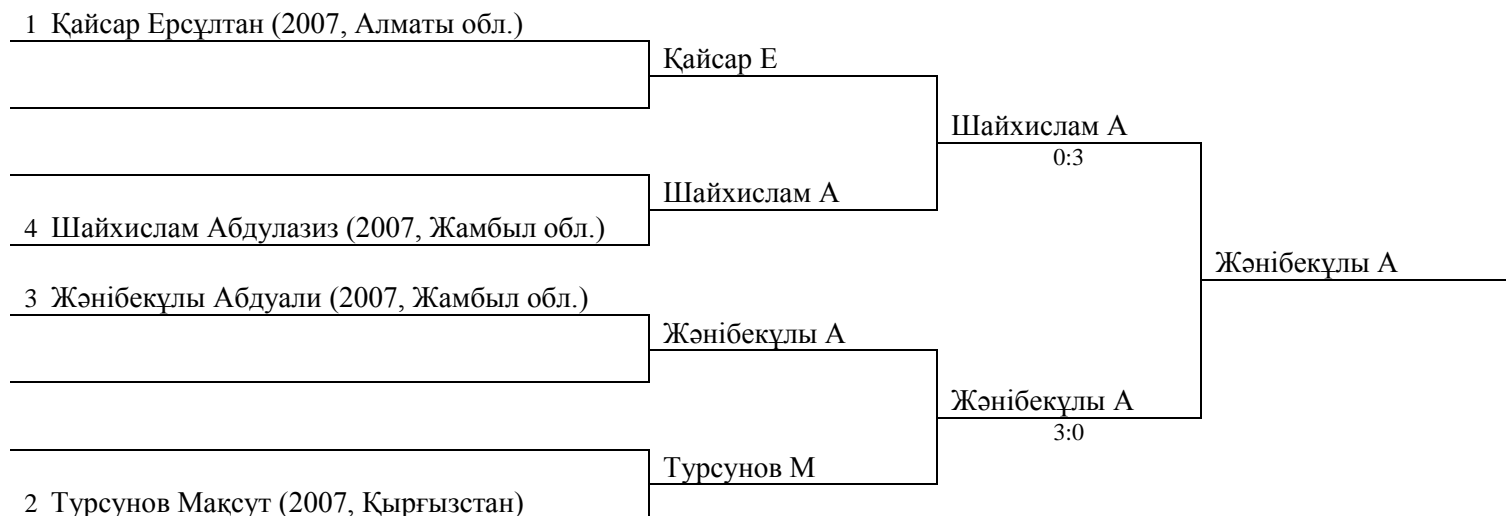 1 Қайсар Ерсұлтан (2007, Алматы обл.)
Қайсар Е
Шайхислам А
0:3
Шайхислам А
4 Шайхислам Абдулазиз (2007, Жамбыл обл.)
Жәнібекұлы А
3 Жәнібекұлы Абдуали (2007, Жамбыл обл.)
Жәнібекұлы А
Жәнібекұлы А
3:0
Турсунов М
2 Турсунов Мақсут (2007, Қырғызстан)